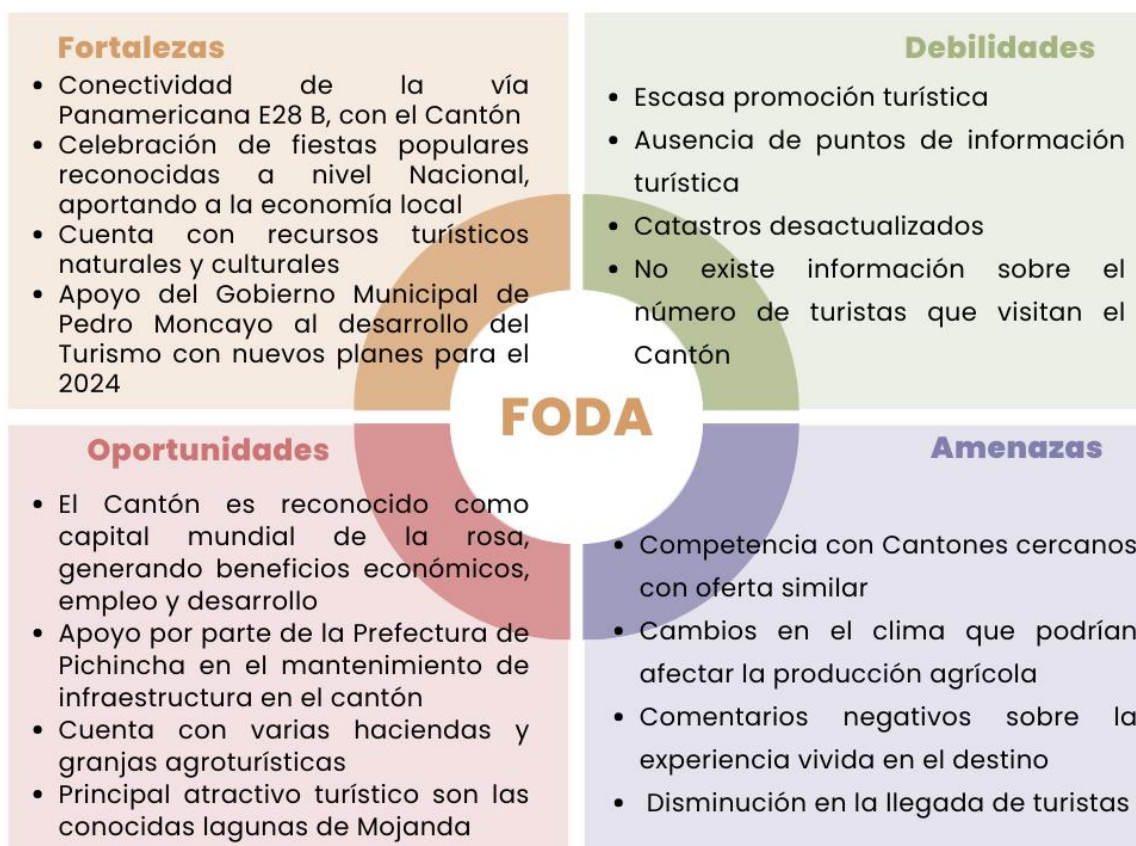 Fortalezas
• Conectividad de la vía
Panamericana E28 B, con el Cantón
• Celebración de fiestas populares
reconocidas a nivel Nacional,
aportando a la economía local
• Cuenta con recursos turísticos
naturales y culturales
• Apoyo del Gobierno Municipal de
Pedro Moncayo al desarrollo del
Turismo con nuevos planes para el
2024
Debilidades
• Escasa promoción turística
• Ausencia de puntos de información
turística
• Catastros desactualizados
• No existe información sobre el
número de turistas que visitan el
Cantón
FODA
Oportunidades
• El Cantón es reconocido como
capital mundial de la rosa,
generando beneficios económicos,
empleo y desarrollo
• Apoyo por parte de la Prefectura de
Pichincha en el mantenimiento de
infraestructura en el cantón
• Cuenta con varias haciendas y
granjas agroturísticas
• Principal atractivo turístico son las
conocidas lagunas de Mojanda
Amenazas
• Competencia con Cantones cercanos
con oferta similar
• Cambios en el clima que podrían
afectar la producción agrícola
• Comentarios negativos sobre la
experiencia vivida en el destino
• Disminución en la llegada de turistas